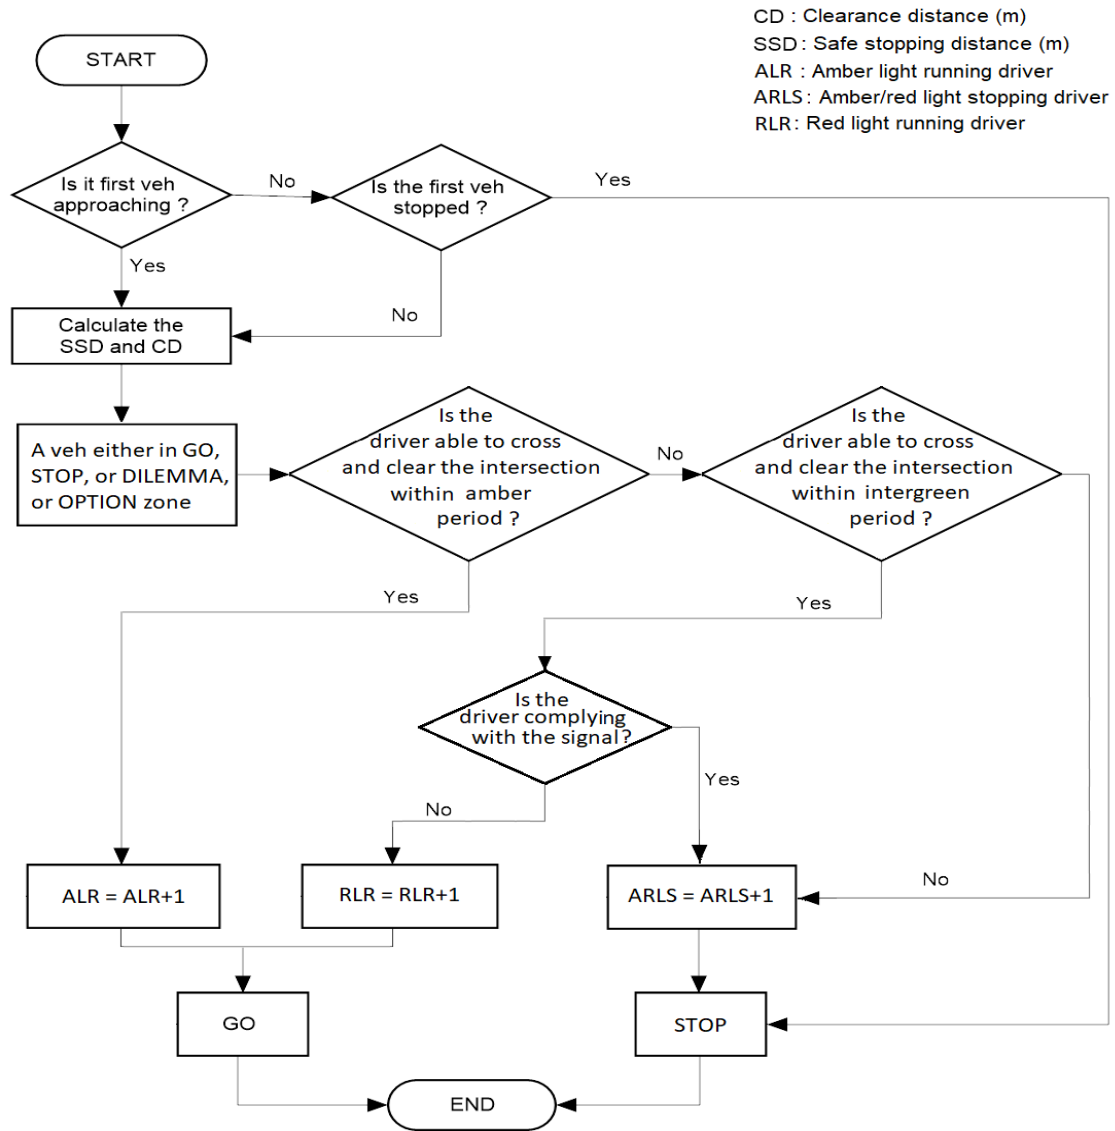 CD : Clearance distance (m)
SSD : Safe stopping distance (m)
ALR : Amber light running driver
ARLS : Amber/red light stopping driver
RLR : Red light running driver
START
Is it first veh
approaching ?
No
Is the first veh
stopped ?
Yes
Yes
No
Calculate the
SSD and CD
A veh either in GO,
STOP, or DILEMMA,
or OPTION zone
Is the
driver able to cross
and clear the intersection
within amber
period ?
No
Is the
driver able to cross
and clear the intersection
within intergreen
period ?
Yes
Yes
Is the
driver complying
with the signal?
Yes
No
No
ALR = ALR+1
RLR = RLR+1
ARLS = ARLS+1
GO
STOP
END